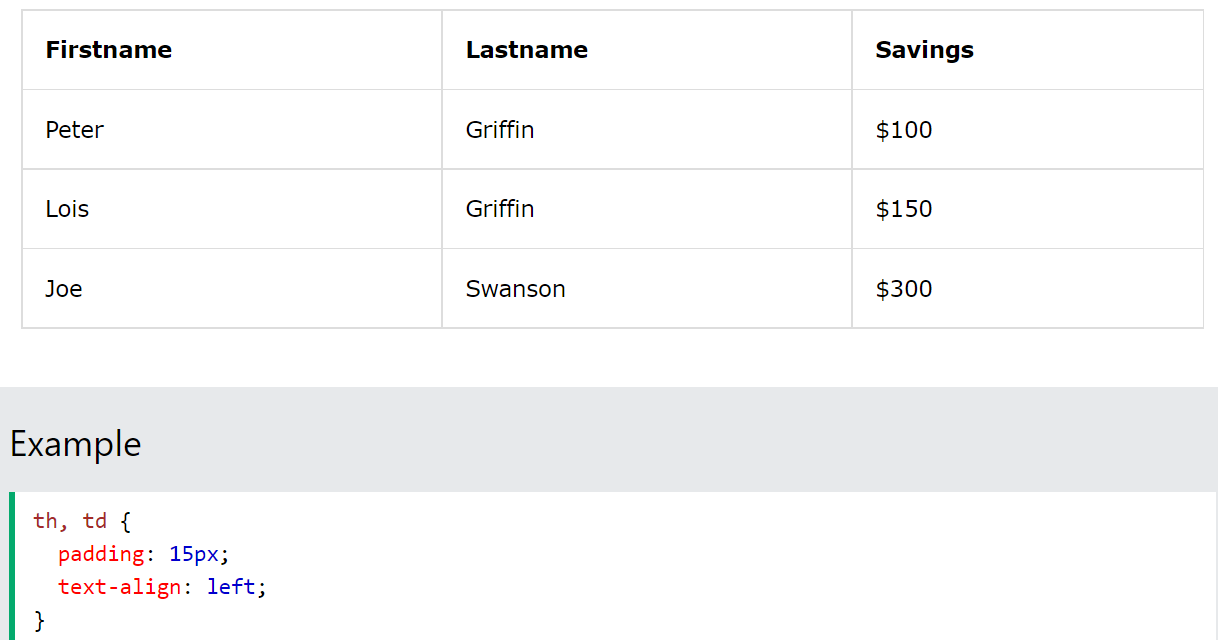 Firstname Lastname Savings
Peter Griffin $100
Lois Griffin $150
Joe Swanson $300
Example
th, td {
  padding: 15px;
  text-align: left;
}